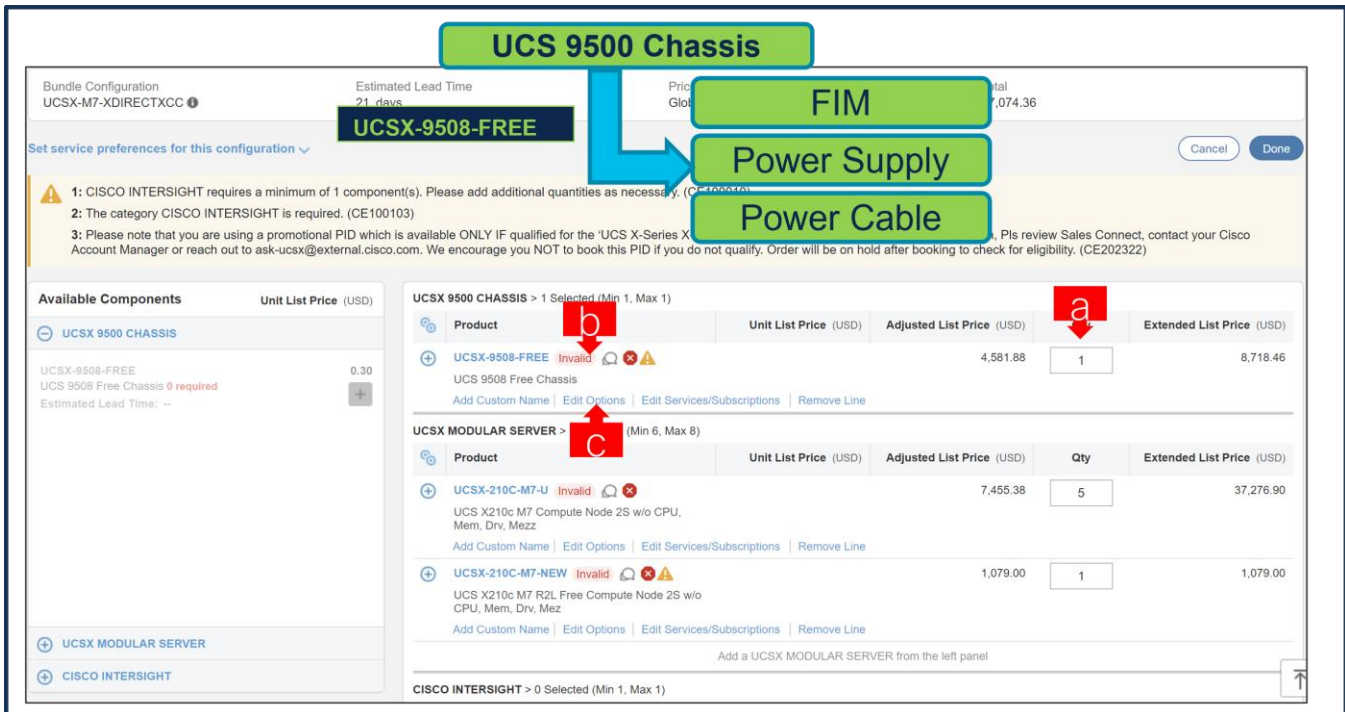 UCS 9500 Chassis
Bundle Configuration
UCSX-M7-XDIRECTXCC
Estimated Lead Time
21 days
Pric
Glob
otal
7,074.36
FIM
UCSX-9508-FREE
Power Supply
Set service preferences for this configuration
Cancel
Done
Power Cable
1: CISCO INTERSIGHT requires a minimum of 1 component(s). Please add additional quantities as necessary.
2: The category CISCO INTERSIGHT is required. (CE100103)
3: Please note that you are using a promotional PID which is available ONLY IF qualified for the 'UCS X-Series X- Pls review Sales Connect, contact your Cisco
Account Manager or reach out to ask-ucsx@external.cisco.com. We encourage you NOT to book this PID if you do not qualify. Order will be on hold after booking to check for eligibility. (CE202322)
Available Components Unit List Price (USD)
UCSX 9500 CHASSIS
UCSX-9508-FREE 0.30
UCS 9508 Free Chassis 0 required
Estimated Lead Time: --
UCSX MODULAR SERVER
CISCO INTERSIGHT
UCSX 9500 CHASSIS > 1 Selected (Min 1, Max 1)
b
a
Product Unit List Price (USD) Adjusted List Price (USD) Extended List Price (USD)
UCSX-9508-FREE Invalid 4,581.88 1 8,718.46
UCS 9508 Free Chassis
Add Custom Name | Edit Options | Edit Services/Subscriptions | Remove Line
c
UCSX MODULAR SERVER > (Min 6, Max 8)
Product Unit List Price (USD) Adjusted List Price (USD) Qty Extended List Price (USD)
UCSX-210C-M7-U Invalid 7,455.38 5 37,276.90
UCS X210c M7 Compute Node 2S w/o CPU,
Mem, Drv, Mezz
Add Custom Name | Edit Options | Edit Services/Subscriptions | Remove Line
UCSX-210C-M7-NEW Invalid 1,079.00 1 1,079.00
UCS X210c M7 R2L Free Compute Node 2S w/o
CPU, Mem, Drv, Mez
Add Custom Name | Edit Options | Edit Services/Subscriptions | Remove Line
Add a UCSX MODULAR SERVER from the left panel
CISCO INTERSIGHT > 0 Selected (Min 1, Max 1)